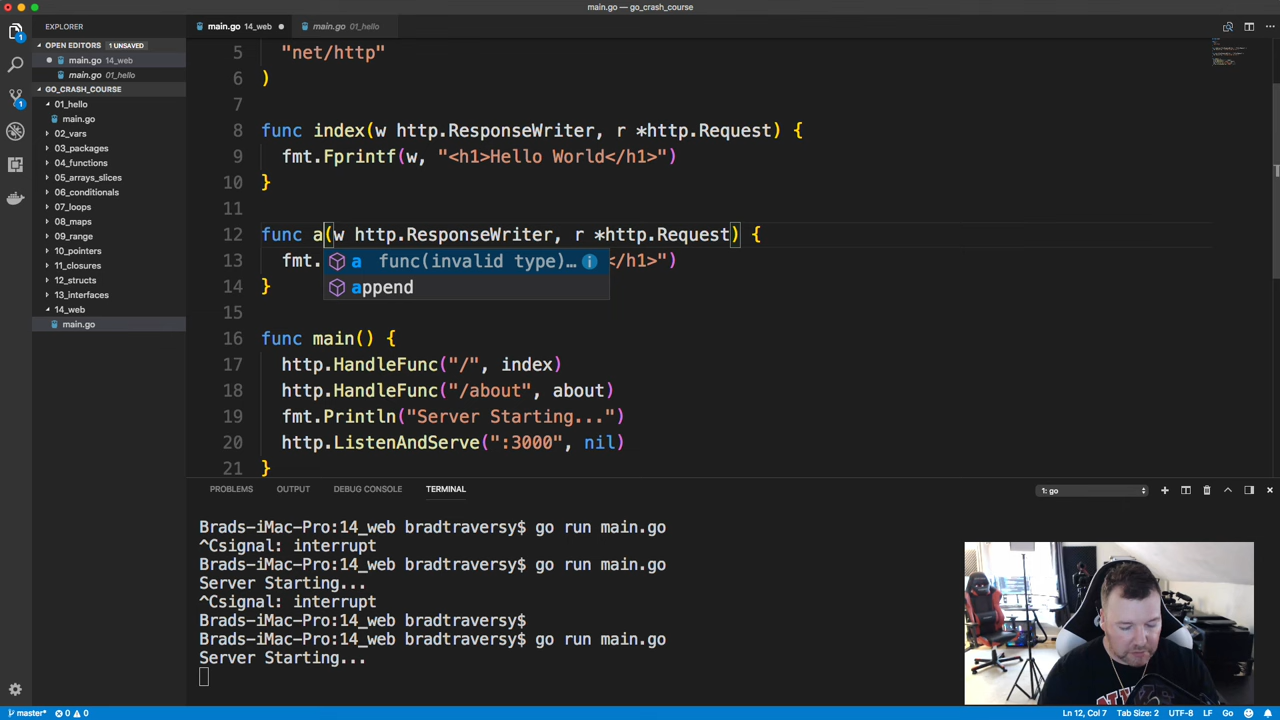 main.go — go_crash_course
EXPLORER
main.go 14_web
main.go 01_hello
OPEN EDITORS 1 UNSAVED
main.go 14_web
main.go 01_hello
GO_CRASH_COURSE
01_hello
main.go
02_vars
03_packages
04_functions
05_arrays_slices
06_conditionals
07_loops
08_maps
09_range
10_pointers
11_closures
12_structs
13_interfaces
14_web
main.go
1
1
5 "net/http"
6 )
7
8 func index(w http.ResponseWriter, r *http.Request) {
9 fmt.Fprintf(w, "<h1>Hello World</h1>")
10 }
11
12 func a(w http.ResponseWriter, r *http.Request) {
13 fmt. </h1>")
a func(invalid type)…
append
14 }
15
16 func main() {
17 http.HandleFunc("/", index)
18 http.HandleFunc("/about", about)
19 fmt.Println("Server Starting...")
20 http.ListenAndServe(":3000", nil)
21 }
PROBLEMS OUTPUT DEBUG CONSOLE TERMINAL
1: go
Brads-iMac-Pro:14_web bradtraversy$ go run main.go
^Csignal: interrupt
Brads-iMac-Pro:14_web bradtraversy$ go run main.go
Server Starting...
^Csignal: interrupt
Brads-iMac-Pro:14_web bradtraversy$
Brads-iMac-Pro:14_web bradtraversy$ go run main.go
Server Starting...
master* 0 0
Ln 12, Col 7 Tab Size: 2 UTF-8 LF Go